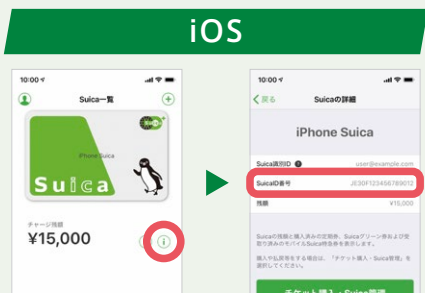 iOS
10:00
Suica一覧
iPhone Suica
Suica
チャージ残額
¥15,000
10:00
戻る
Suicaの詳細
iPhone Suica
Suica識別ID
user@example.com
SuicaID番号
JE30F123456789012
残額
¥15,000
Suicaの残額と購入済みの定期券、Suicaグリーン券および受
取り済みのモバイルSuica特急券を表示します。
購入や払戻等をする場合は、「チケット購入・Suica管理」を
選択してください。
チケット購入・Suica管理